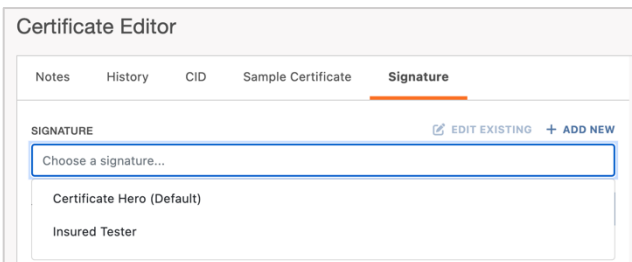 Certificate Editor
Notes History CID Sample Certificate Signature
SIGNATURE EDIT EXISTING + ADD NEW
Choose a signature...
Certificate Hero (Default)
Insured Tester